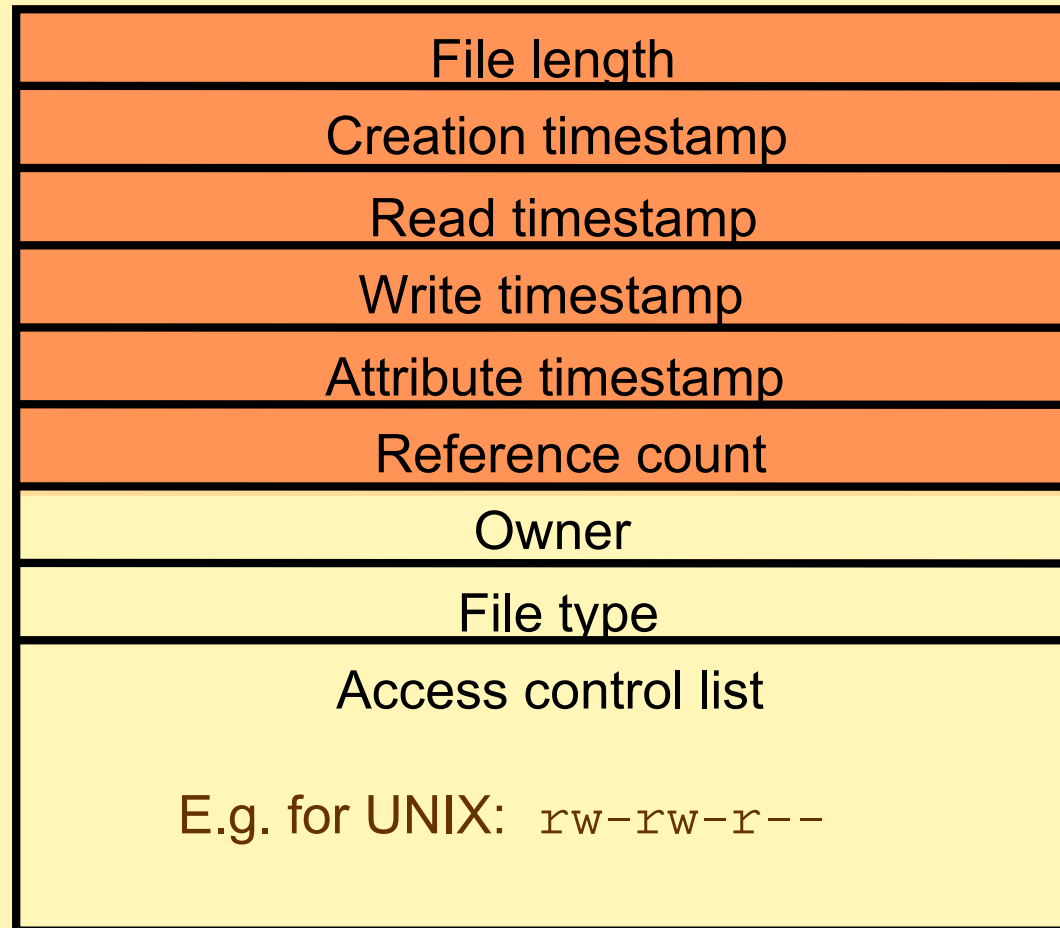 File length
Creation timestamp
Read timestamp
Write timestamp
Attribute timestamp
Reference count
Owner
File type
Access control list
E.g. for UNIX: rw-rw-r--